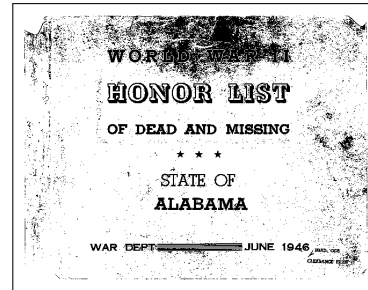 WORLD WAR II
HONOR LIST
OF DEAD AND MISSING
★ ★ ★
STATE OF
ALABAMA
WAR DEPT JUNE 1946